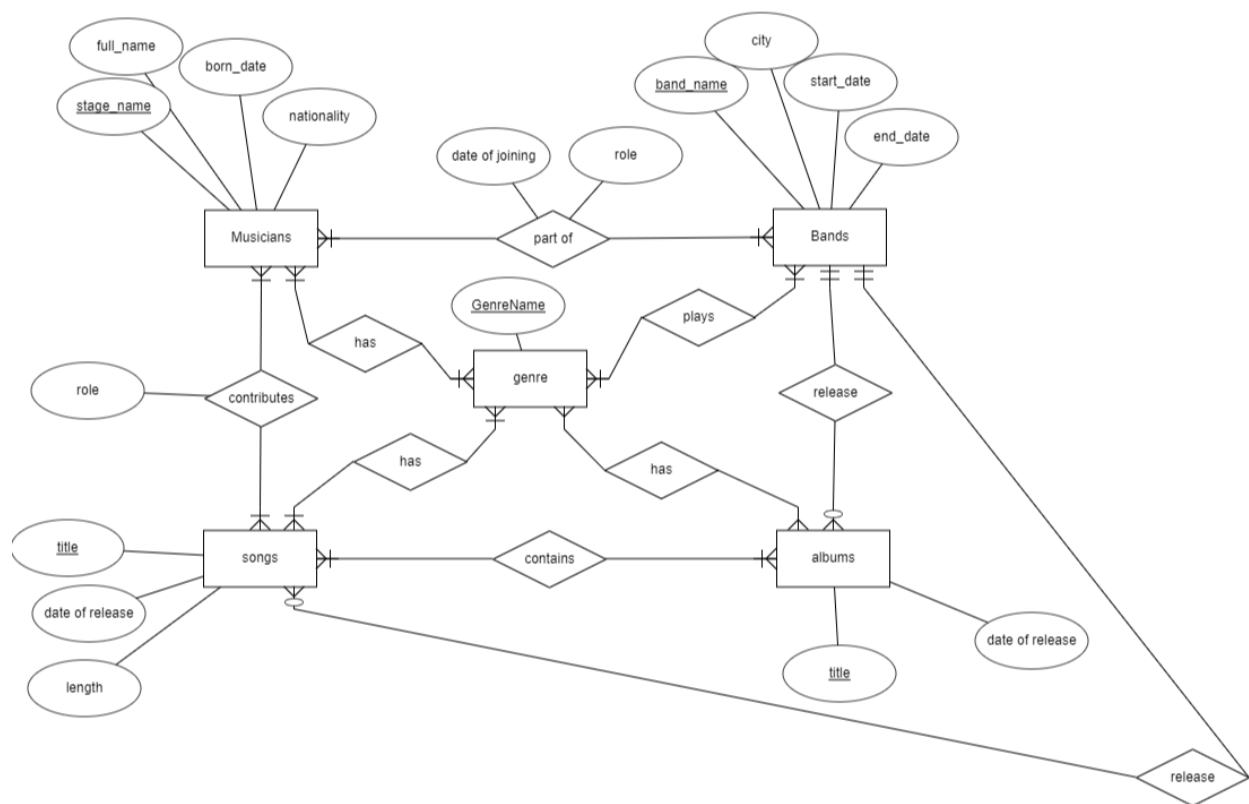 city
full_name
born_date
band_name
start_date
stage_name
nationality
end_date
date of joining
role
Musicians
part of
Bands
GenreName
plays
has
genre
role
contributes
release
has
has
title
songs
contains
albums
date of release
date of release
title
length
release